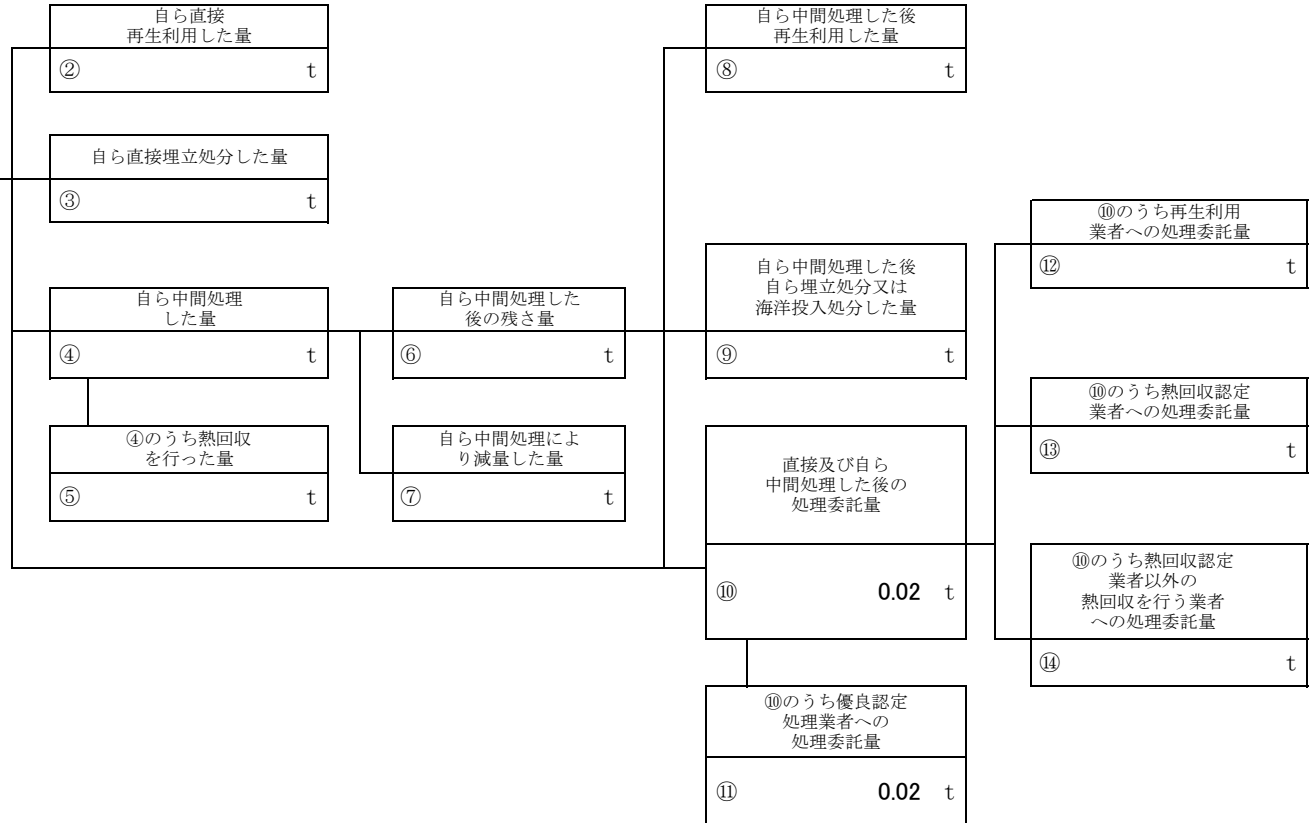 自ら直接
再生利用した量
② t
自ら直接埋立処分した量
③ t
自ら中間処理
した量
④ t
④のうち熱回収
を行った量
⑤ t
自ら中間処理した
後の残さ量
⑥ t
自ら中間処理によ
り減量した量
⑦ t
自ら中間処理した後
再生利用した量
⑧ t
自ら中間処理した後
自ら埋立処分又は
海洋投入処分した量
⑨ t
直接及び自ら
中間処理した後の
処理委託量
⑩ 0.02 t
⑩のうち優良認定
処理業者への
処理委託量
⑪ 0.02 t
⑩のうち再生利用
業者への処理委託量
⑫ t
⑩のうち熱回収認定
業者への処理委託量
⑬ t
⑩のうち熱回収認定
業者以外の
熱回収を行う業者
への処理委託量
⑭ t